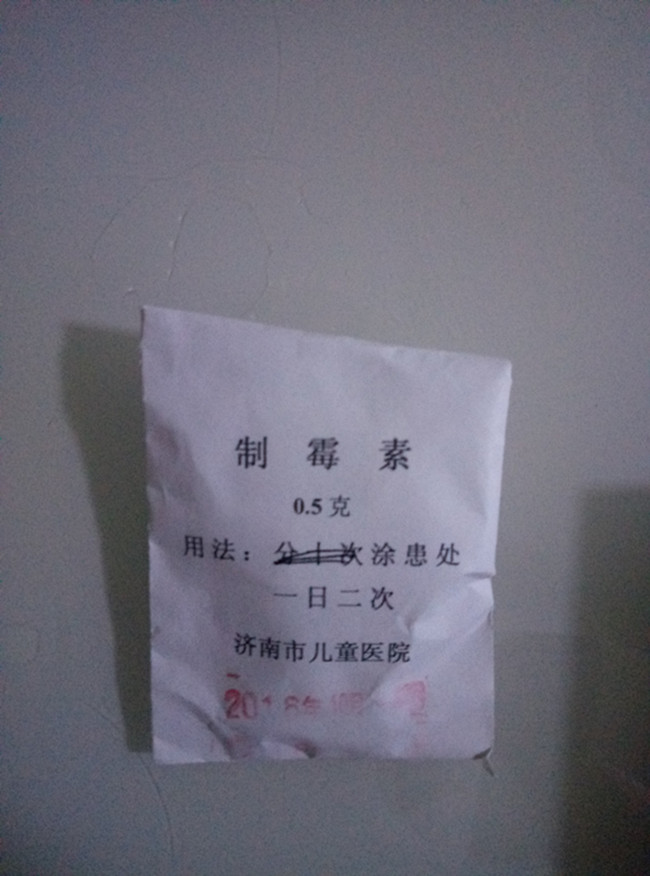 制霉素
0.5克
用法：分十次涂患处
一日二次
济南市儿童医院